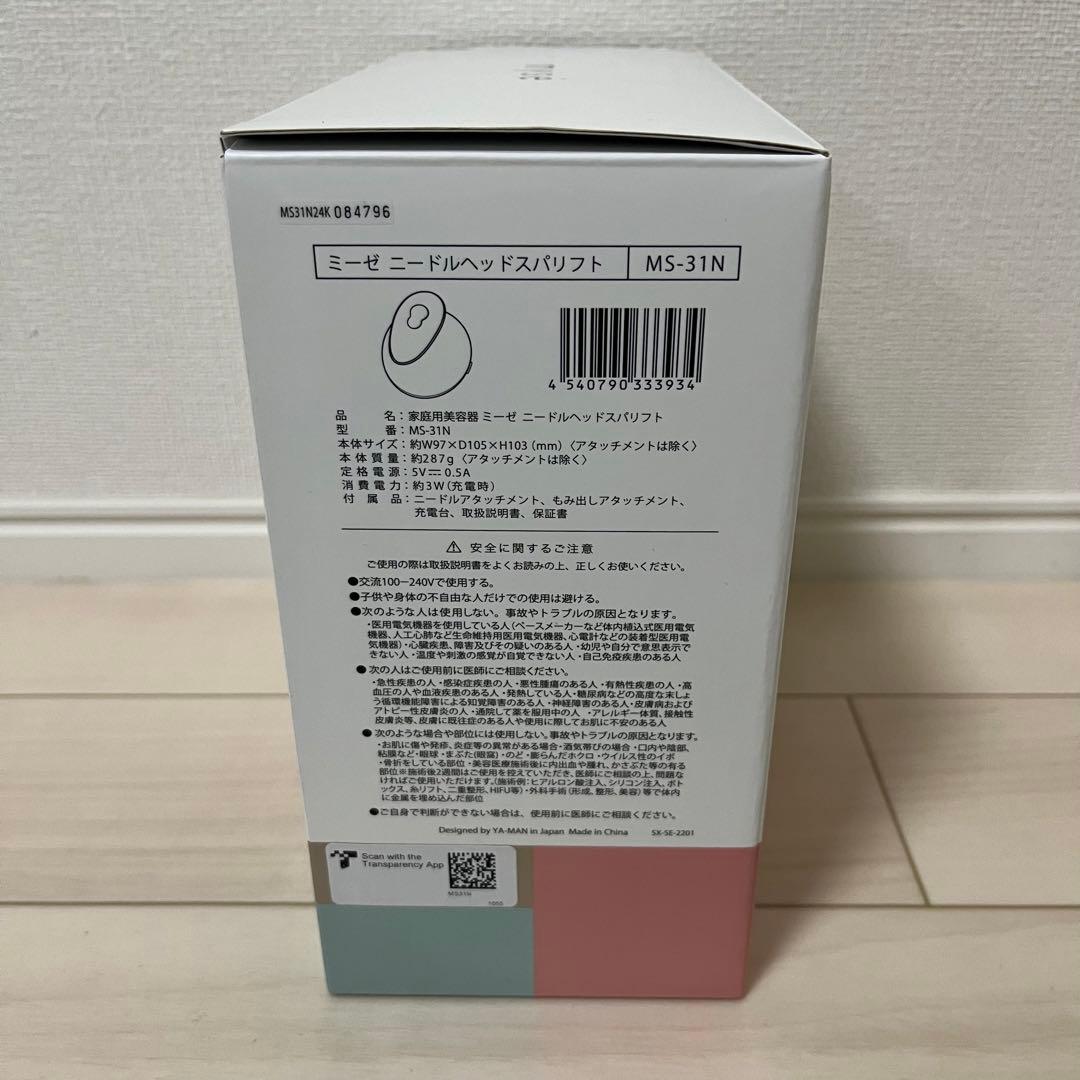 myse
MS31N24K 084796
ミーゼ ニードルヘッドスパリフト MS-31N
4 540790 333934
品名：家庭用美容器 ミーゼ ニードルヘッドスパリフト
型番：MS-31N
本体サイズ：約W97×D105×H103（mm）〈アタッチメントは除く〉
本体質量：約287g〈アタッチメントは除く〉
定格電源：5V⎓0.5A
消費電力：約3W（充電時）
付属品：ニードルアタッチメント、もみ出しアタッチメント、
充電台、取扱説明書、保証書
⚠ 安全に関するご注意
ご使用の際は取扱説明書をよくお読みの上、正しくお使いください。
●交流100−240Vで使用する。
●子供や身体の不自由な人だけでの使用は避ける。
●次のような人は使用しない。事故やトラブルの原因となります。
・医用電気機器を使用している人（ペースメーカーなど体内植込式医用電気
機器、人工心肺など生命維持用医用電気機器、心電計などの装着型医用電
気機器）・心臓疾患、障害及びその疑いのある人・幼児や自分で意思表示で
きない人・温度や刺激の感覚が自覚できない人・自己免疫疾患のある人
●次の人はご使用前に医師にご相談ください。
・急性疾患の人・感染症疾患の人・悪性腫瘍のある人・有熱性疾患の人・高
血圧の人や血液疾患のある人・発熱している人・糖尿病などの高度な末しょ
う循環機能障害による知覚障害のある人・神経障害のある人・皮膚病および
アトピー性皮膚炎の人・通院して薬を服用中の人・アレルギー体質、接触性
皮膚炎等、皮膚に既往症のある人や使用に際してお肌に不安のある人
●次のような場合や部位には使用しない。事故やトラブルの原因となります。
・お肌に傷や発疹、炎症等の異常がある場合・酒気帯びの場合・口内や陰部、
粘膜など・眼球・まぶた（眼窩）・のど・膨らんだホクロ・ウイルス性のイボ
・骨折をしている部位・美容医療施術後に内出血や腫れ、かさぶた等の有る
部位※施術後2週間はご使用を控えていただき、医師にご相談の上、問題な
ければご使用いただけます。（施術例：ヒアルロン酸注入、シリコン注入、ボト
ックス、糸リフト、二重整形、HIFU等）・外科手術（形成、整形、美容）等で体内
に金属を埋め込んだ部位
●ご自身で判断ができない場合は、使用前に医師にご相談ください。
Designed by YA-MAN in Japan Made in China SX-SE-2201
Scan with the
Transparency App
MS31N
1000